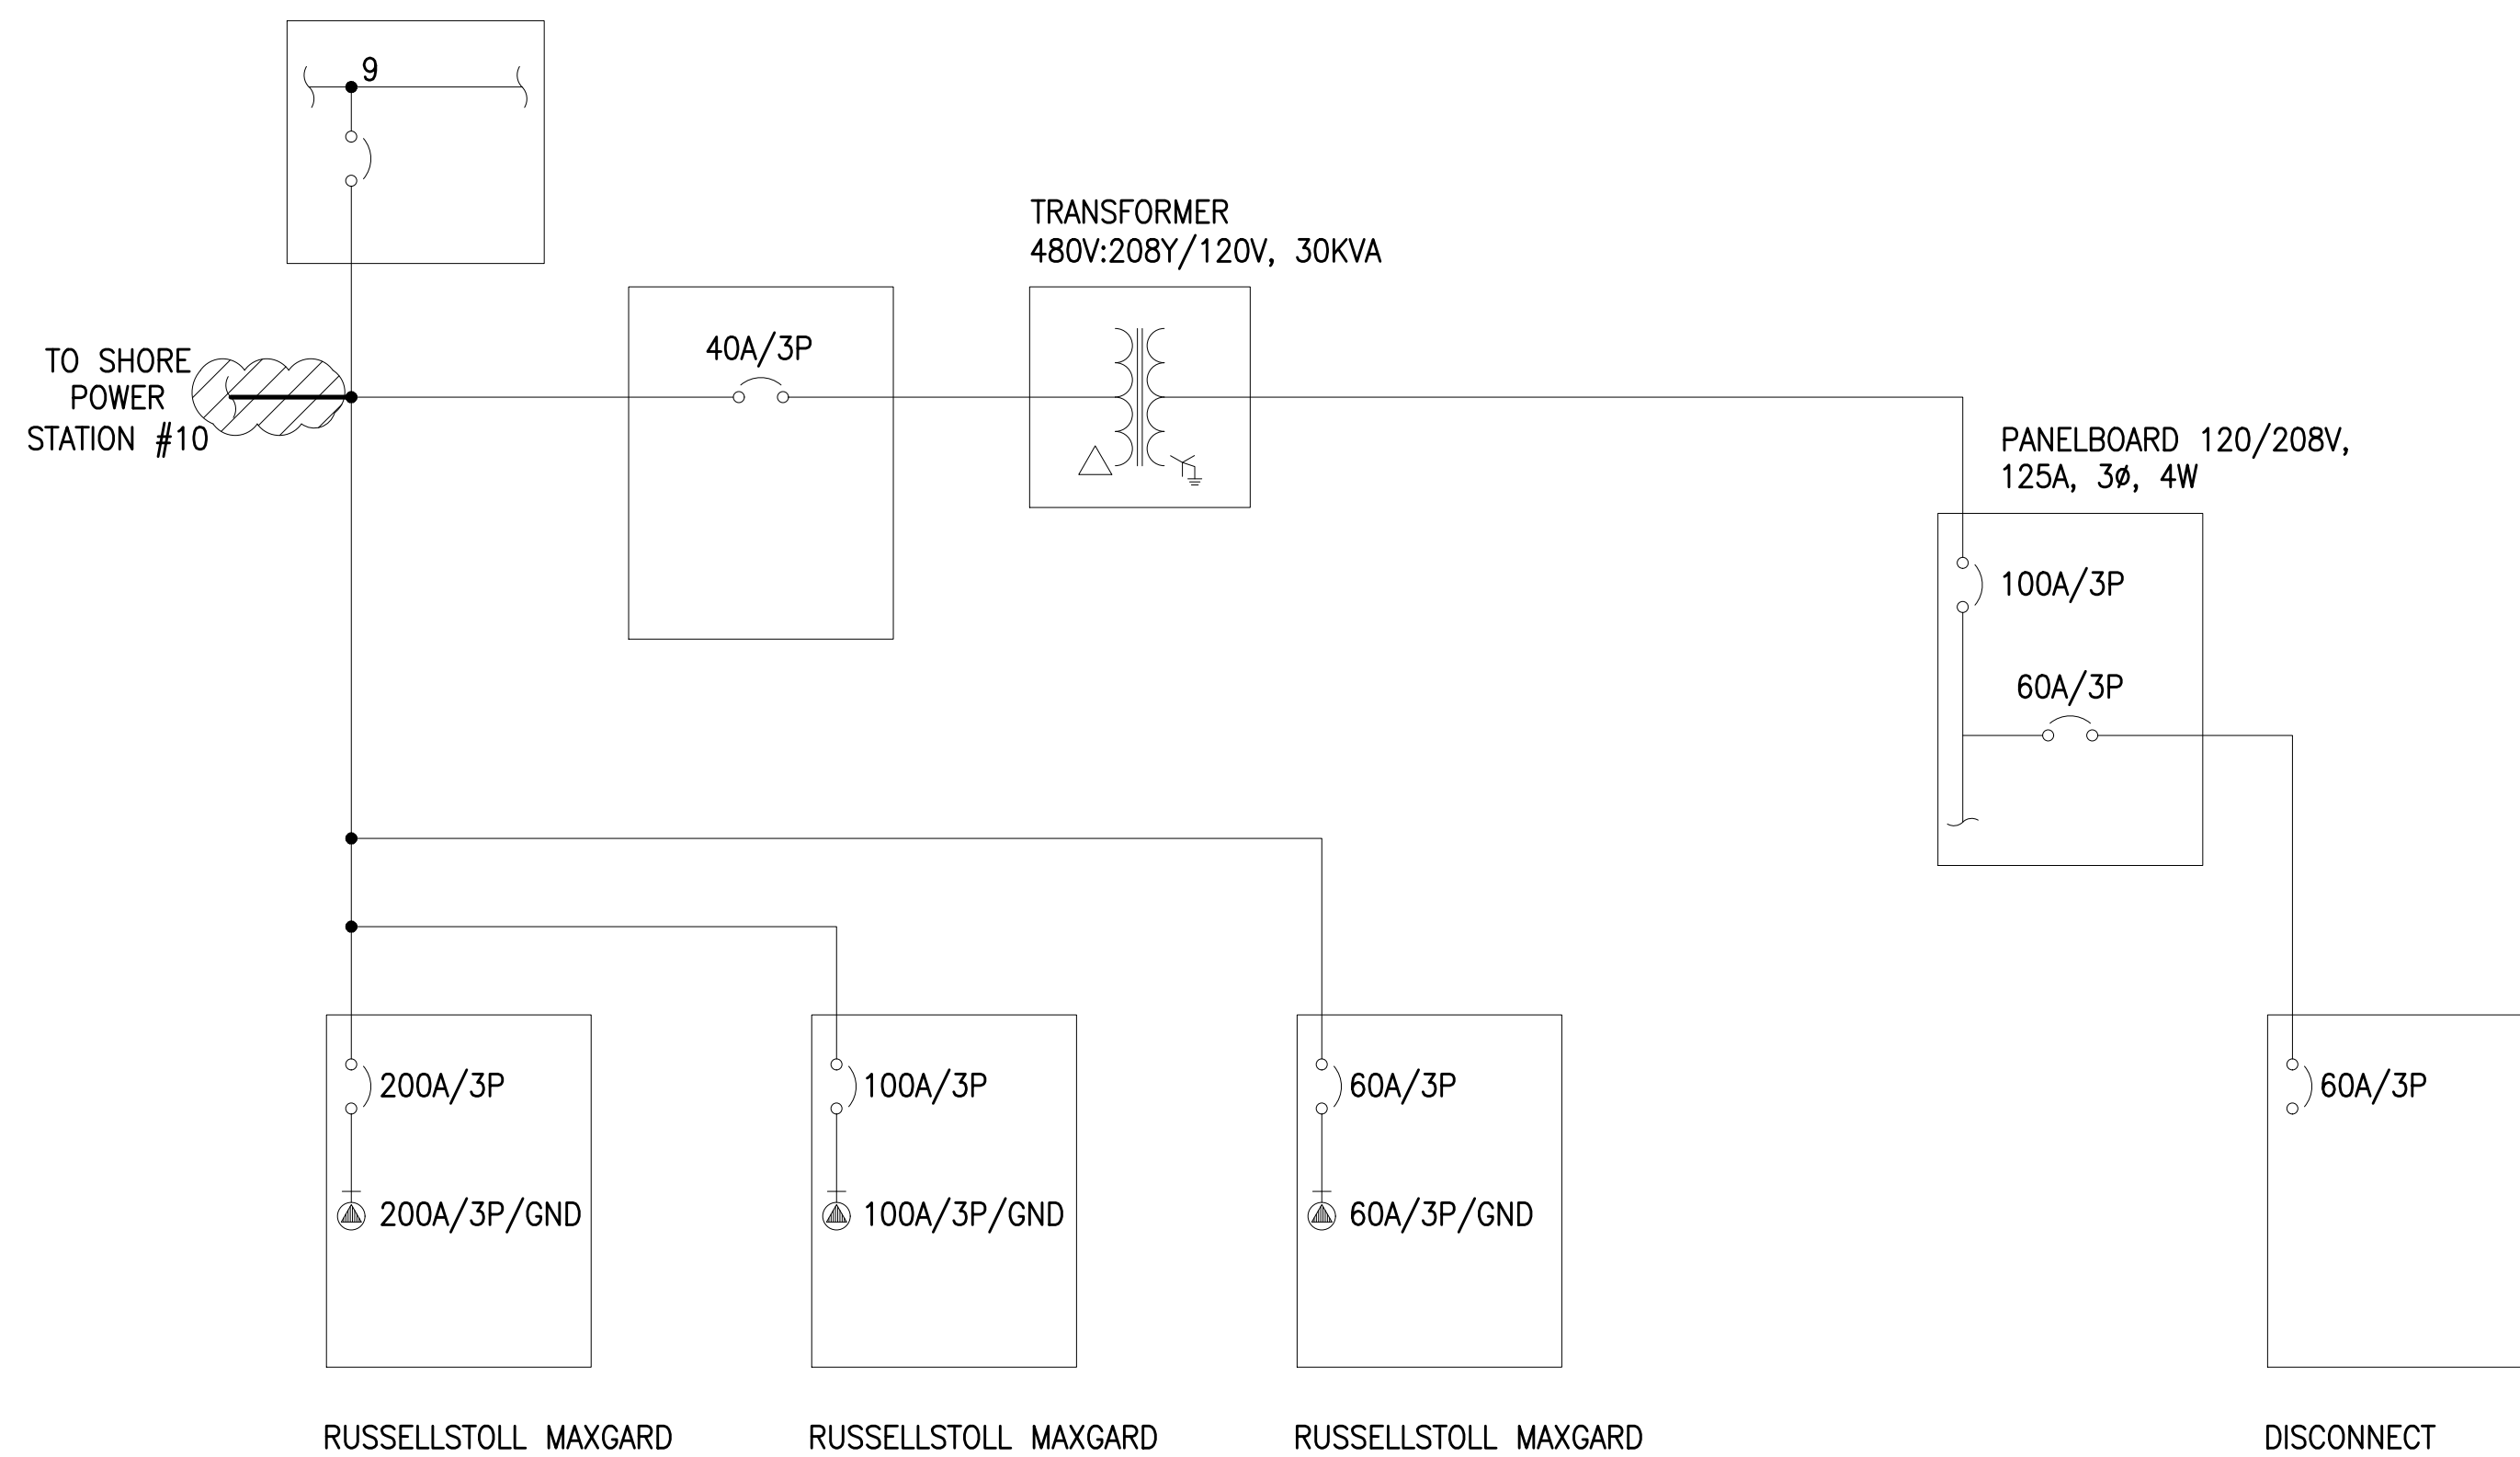 9
TRANSFORMER
480V:208Y/120V, 30KVA
40A/3P
TO SHORE
POWER
STATION #10
PANELBOARD 120/208V,
125A, 3ø, 4W
100A/3P
60A/3P
200A/3P
100A/3P
60A/3P
60A/3P
200A/3P/GND
100A/3P/GND
60A/3P/GND
RUSSELLSTOLL MAXGARD
RUSSELLSTOLL MAXGARD
RUSSELLSTOLL MAXGARD
DISCONNECT